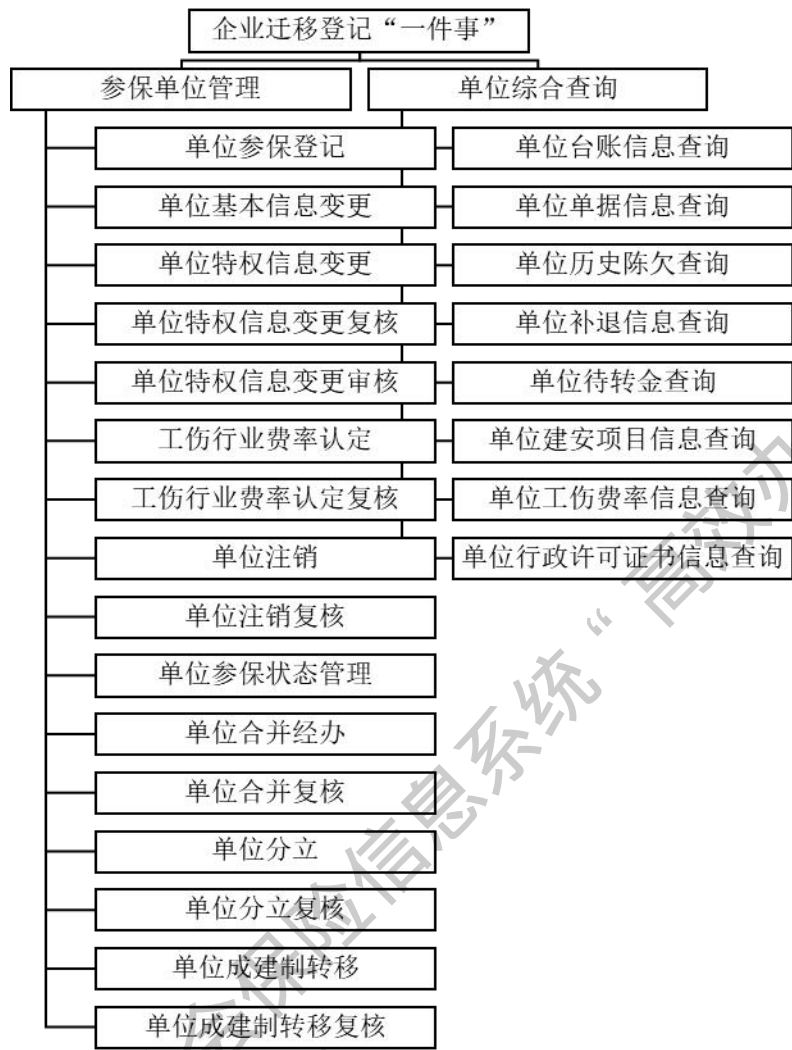 企业迁移登记“一件事”
参保单位管理
单位参保登记
单位基本信息变更
单位特权信息变更
单位特权信息变更复核
单位特权信息变更审核
工伤行业费率认定
工伤行业费率认定复核
单位注销
单位注销复核
单位参保状态管理
单位合并经办
单位合并复核
单位分立
单位分立复核
单位成建制转移
单位成建制转移复核
单位综合查询
单位台账信息查询
单位单据信息查询
单位历史陈欠查询
单位补退信息查询
单位待转金查询
单位建安项目信息查询
单位工伤费率信息查询
单位行政许可证书信息查询
会保险信息系统“高效办